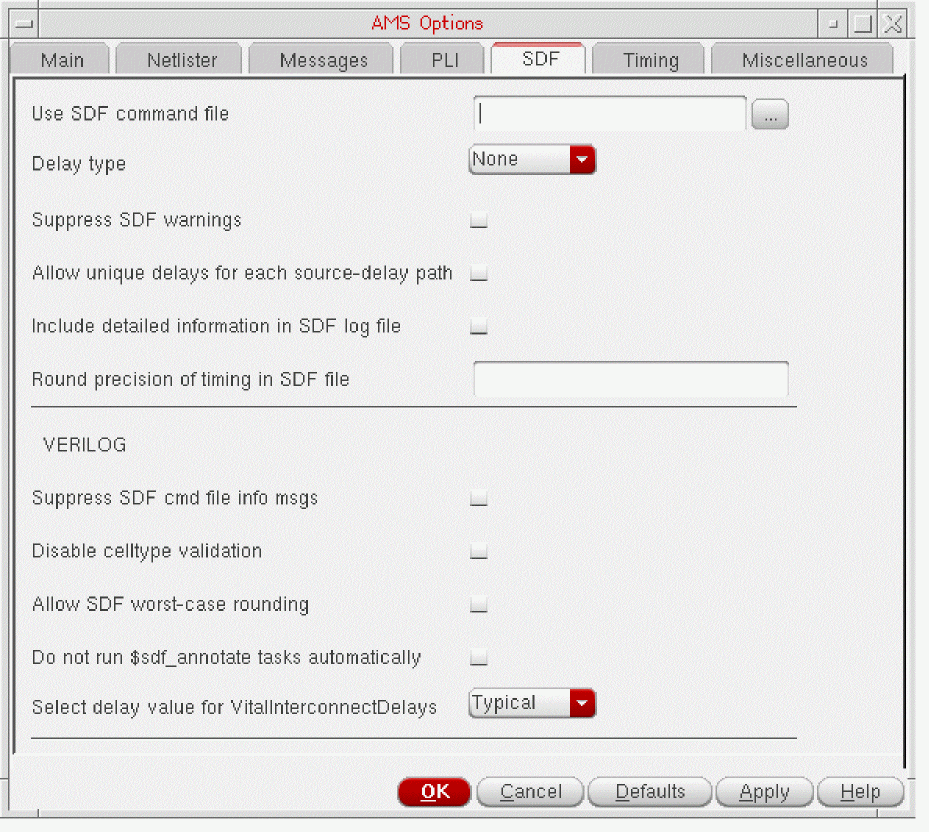 AMS Options
Main Netlister Messages PLI SDF Timing Miscellaneous
Use SDF command file ...
Delay type None
Suppress SDF warnings
Allow unique delays for each source-delay path
Include detailed information in SDF log file
Round precision of timing in SDF file
VERILOG
Suppress SDF cmd file info msgs
Disable celltype validation
Allow SDF worst-case rounding
Do not run $sdf_annotate tasks automatically
Select delay value for VitalInterconnectDelays Typical
OK Cancel Defaults Apply Help